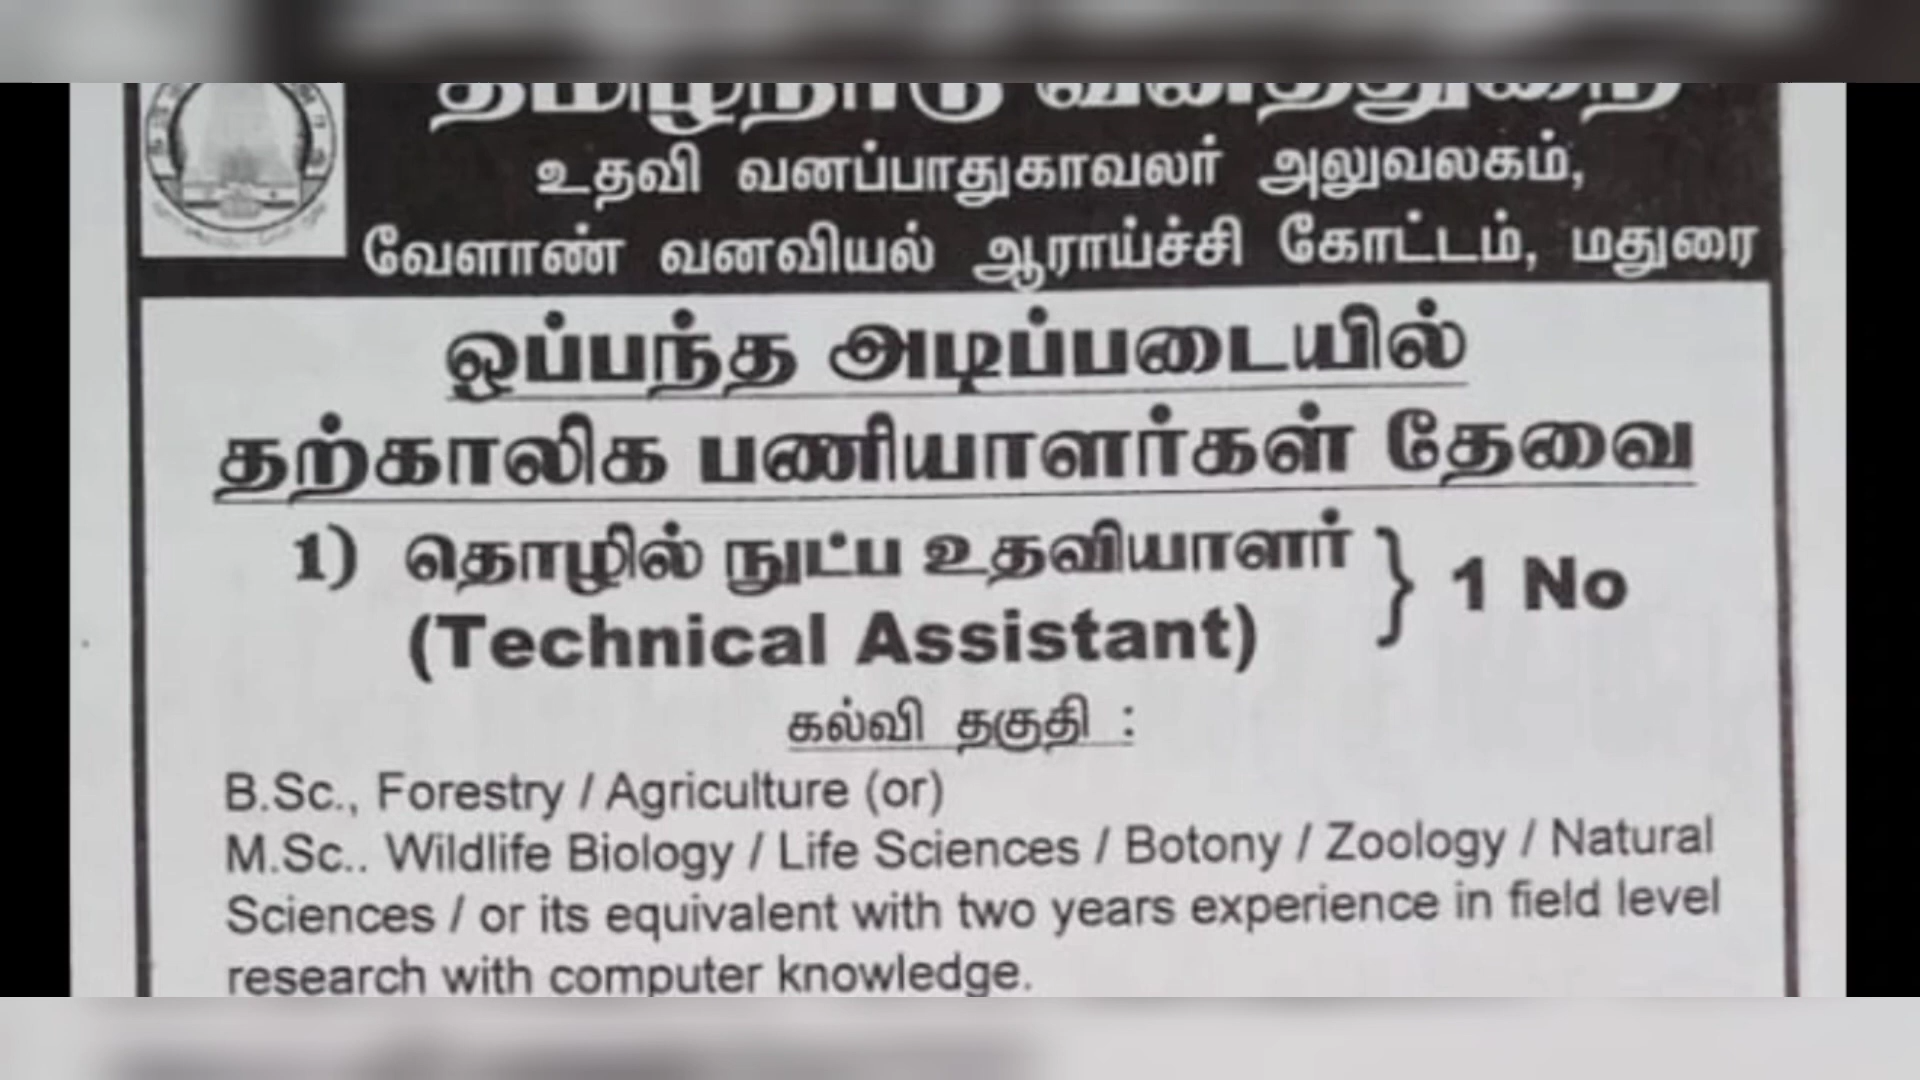 தமிழ்நாடு வனத்துறை
உதவி வனப்பாதுகாவலர் அலுவலகம்,
வேளாண் வனவியல் ஆராய்ச்சி கோட்டம், மதுரை
ஒப்பந்த அடிப்படையில்
தற்காலிக பணியாளர்கள் தேவை
1) தொழில் நுட்ப உதவியாளர் } 1 No
(Technical Assistant)
கல்வி தகுதி :
B.Sc., Forestry / Agriculture (or)
M.Sc.. Wildlife Biology / Life Sciences / Botony / Zoology / Natural
Sciences / or its equivalent with two years experience in field level
research with computer knowledge.